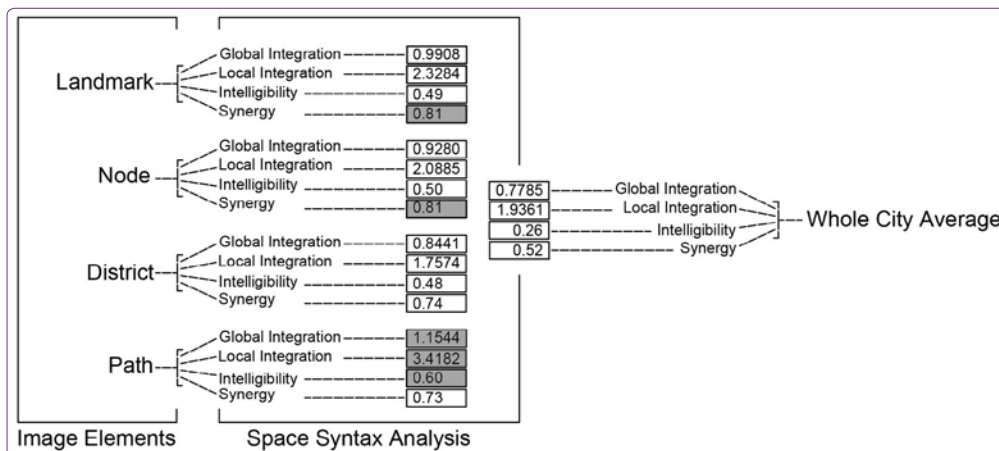 Landmark
Global Integration 0.9908
Local Integration 2.3284
Intelligibility 0.49
Synergy 0.81
Node
Global Integration 0.9280
Local Integration 2.0885
Intelligibility 0.50
Synergy 0.81
District
Global Integration 0.8441
Local Integration 1.7574
Intelligibility 0.48
Synergy 0.74
Path
Global Integration 1.1544
Local Integration 3.4182
Intelligibility 0.60
Synergy 0.73
0.7785 Global Integration
1.9361 Local Integration
0.26 Intelligibility
0.52 Synergy
Whole City Average
Image Elements
Space Syntax Analysis